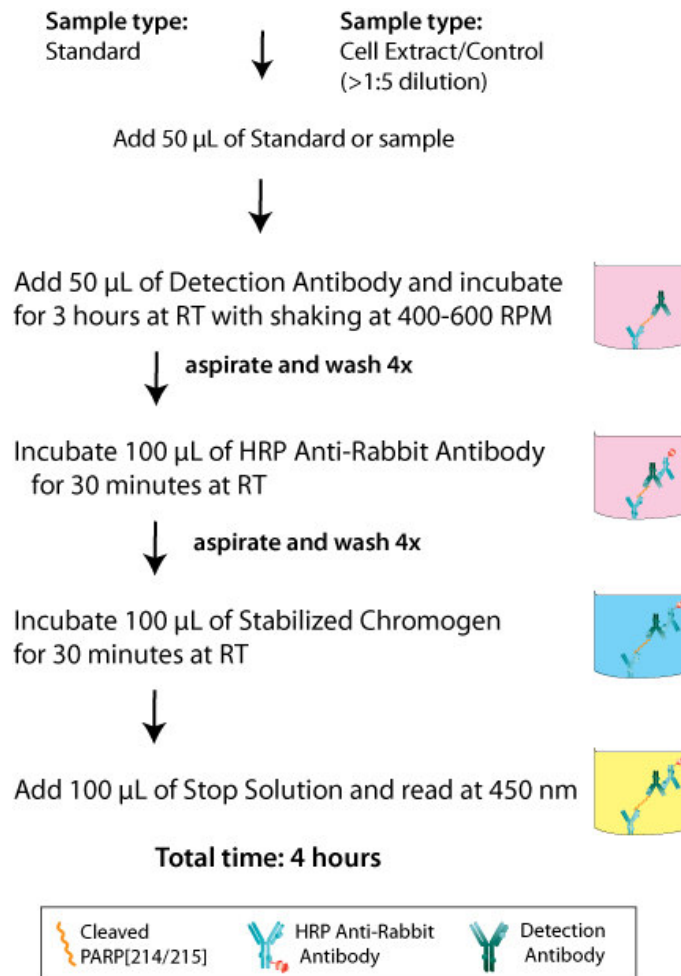 Sample type:
Standard
Sample type:
Cell Extract/Control
(>1:5 dilution)
Add 50 µL of Standard or sample
Add 50 µL of Detection Antibody and incubate
for 3 hours at RT with shaking at 400-600 RPM
aspirate and wash 4x
Incubate 100 µL of HRP Anti-Rabbit Antibody
for 30 minutes at RT
aspirate and wash 4x
Incubate 100 µL of Stabilized Chromogen
for 30 minutes at RT
Add 100 µL of Stop Solution and read at 450 nm
Total time: 4 hours
Cleaved
PARP[214/215]
HRP Anti-Rabbit
Antibody
Detection
Antibody